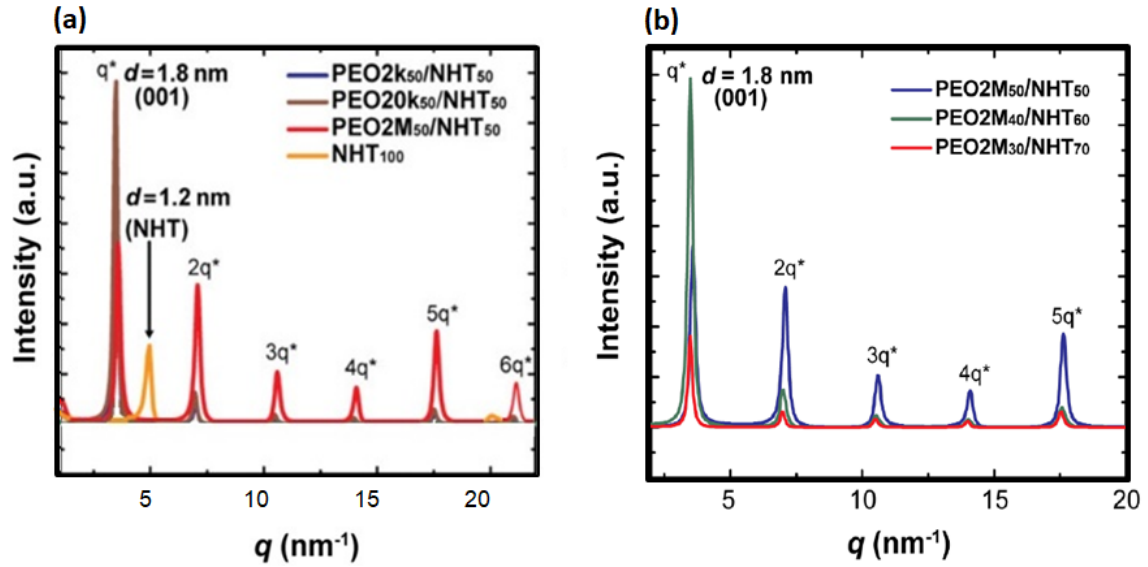 (a)
q* d = 1.8 nm
(001)
PEO2k50/NHT50
PEO20k50/NHT50
PEO2M50/NHT50
NHT100
d = 1.2 nm
(NHT)
2q*
3q*
4q*
5q*
6q*
Intensity (a.u.)
5 10 15 20
q (nm-1)
(b)
q* d = 1.8 nm
(001)
PEO2M50/NHT50
PEO2M40/NHT60
PEO2M30/NHT70
2q*
3q*
4q*
5q*
Intensity (a.u.)
5 10 15 20
q (nm-1)